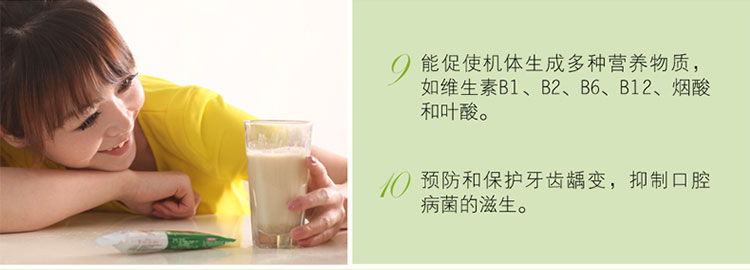 9 能促使机体生成多种营养物质，
如维生素B1、B2、B6、B12、烟酸
和叶酸。
10 预防和保护牙齿龋变，抑制口腔
病菌的滋生。